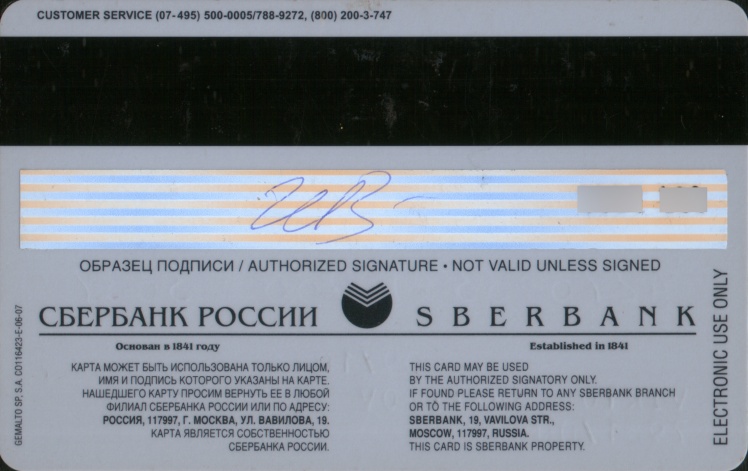 CUSTOMER SERVICE (07-495) 500-0005/788-9272, (800) 200-3-747
ОБРАЗЕЦ ПОДПИСИ / AUTHORIZED SIGNATURE • NOT VALID UNLESS SIGNED
СБЕРБАНК РОССИИ
SBERBANK
Основан в 1841 году
Established in 1841
КАРТА МОЖЕТ БЫТЬ ИСПОЛЬЗОВАНА ТОЛЬКО ЛИЦОМ,
ИМЯ И ПОДПИСЬ КОТОРОГО УКАЗАНЫ НА КАРТЕ.
НАШЕДШЕГО КАРТУ ПРОСИМ ВЕРНУТЬ ЕЕ В ЛЮБОЙ
ФИЛИАЛ СБЕРБАНКА РОССИИ ИЛИ ПО АДРЕСУ:
РОССИЯ, 117997, Г. МОСКВА, УЛ. ВАВИЛОВА, 19.
КАРТА ЯВЛЯЕТСЯ СОБСТВЕННОСТЬЮ
СБЕРБАНКА РОССИИ.
THIS CARD MAY BE USED
BY THE AUTHORIZED SIGNATORY ONLY.
IF FOUND PLEASE RETURN TO ANY SBERBANK BRANCH
OR TO THE FOLLOWING ADDRESS:
SBERBANK, 19, VAVILOVA STR.,
MOSCOW, 117997, RUSSIA.
THIS CARD IS SBERBANK PROPERTY.
GEMALTO SP, S.A. CO116423-E-06-07
ELECTRONIC USE ONLY